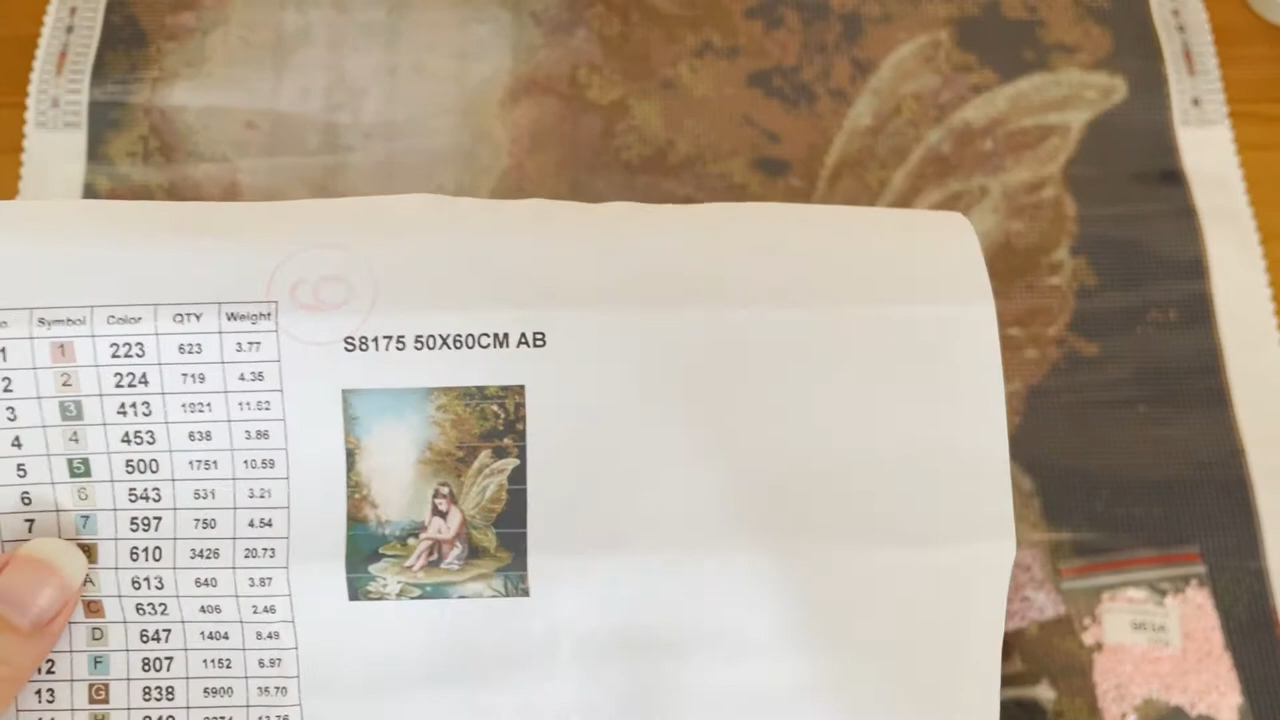 6
Symbol Color QTY Weight
1 1 223 623 3.77
2 2 224 719 4.35
3 3 413 1921 11.62
4 4 453 638 3.86
5 5 500 1751 10.59
6 6 543 531 3.21
7 7 597 750 4.54
610 3426 20.73
A 613 640 3.87
C 632 406 2.46
D 647 1404 8.49
12 F 807 1152 6.97
13 G 838 5900 35.70
S8175 50X60CM AB